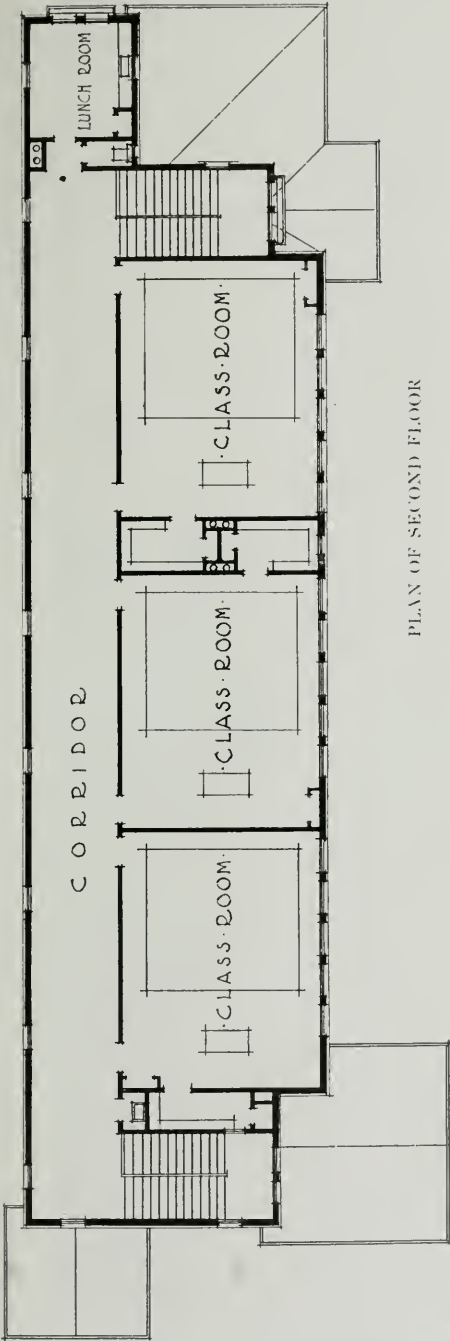 LUNCH ROOM
CORRIDOR
·CLASS·ROOM·
·CLASS·ROOM·
·CLASS·ROOM·
PLAN OF SECOND FLOOR